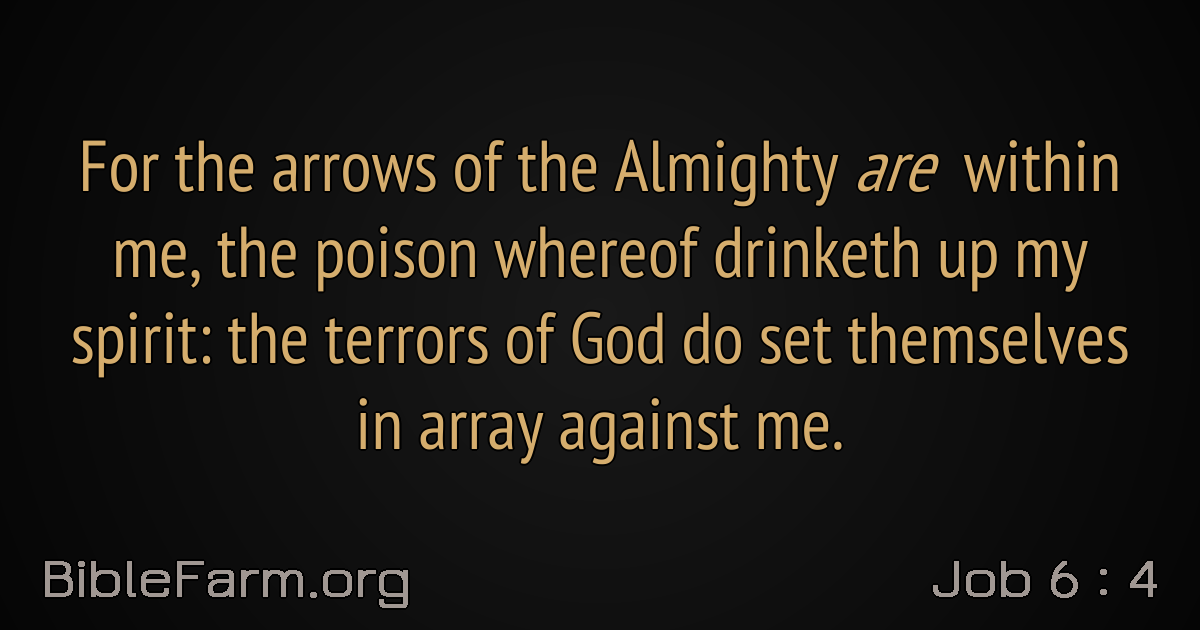 For the arrows of the Almighty are within
me, the poison whereof drinketh up my
spirit: the terrors of God do set themselves
in array against me.
BibleFarm.org
Job 6 : 4